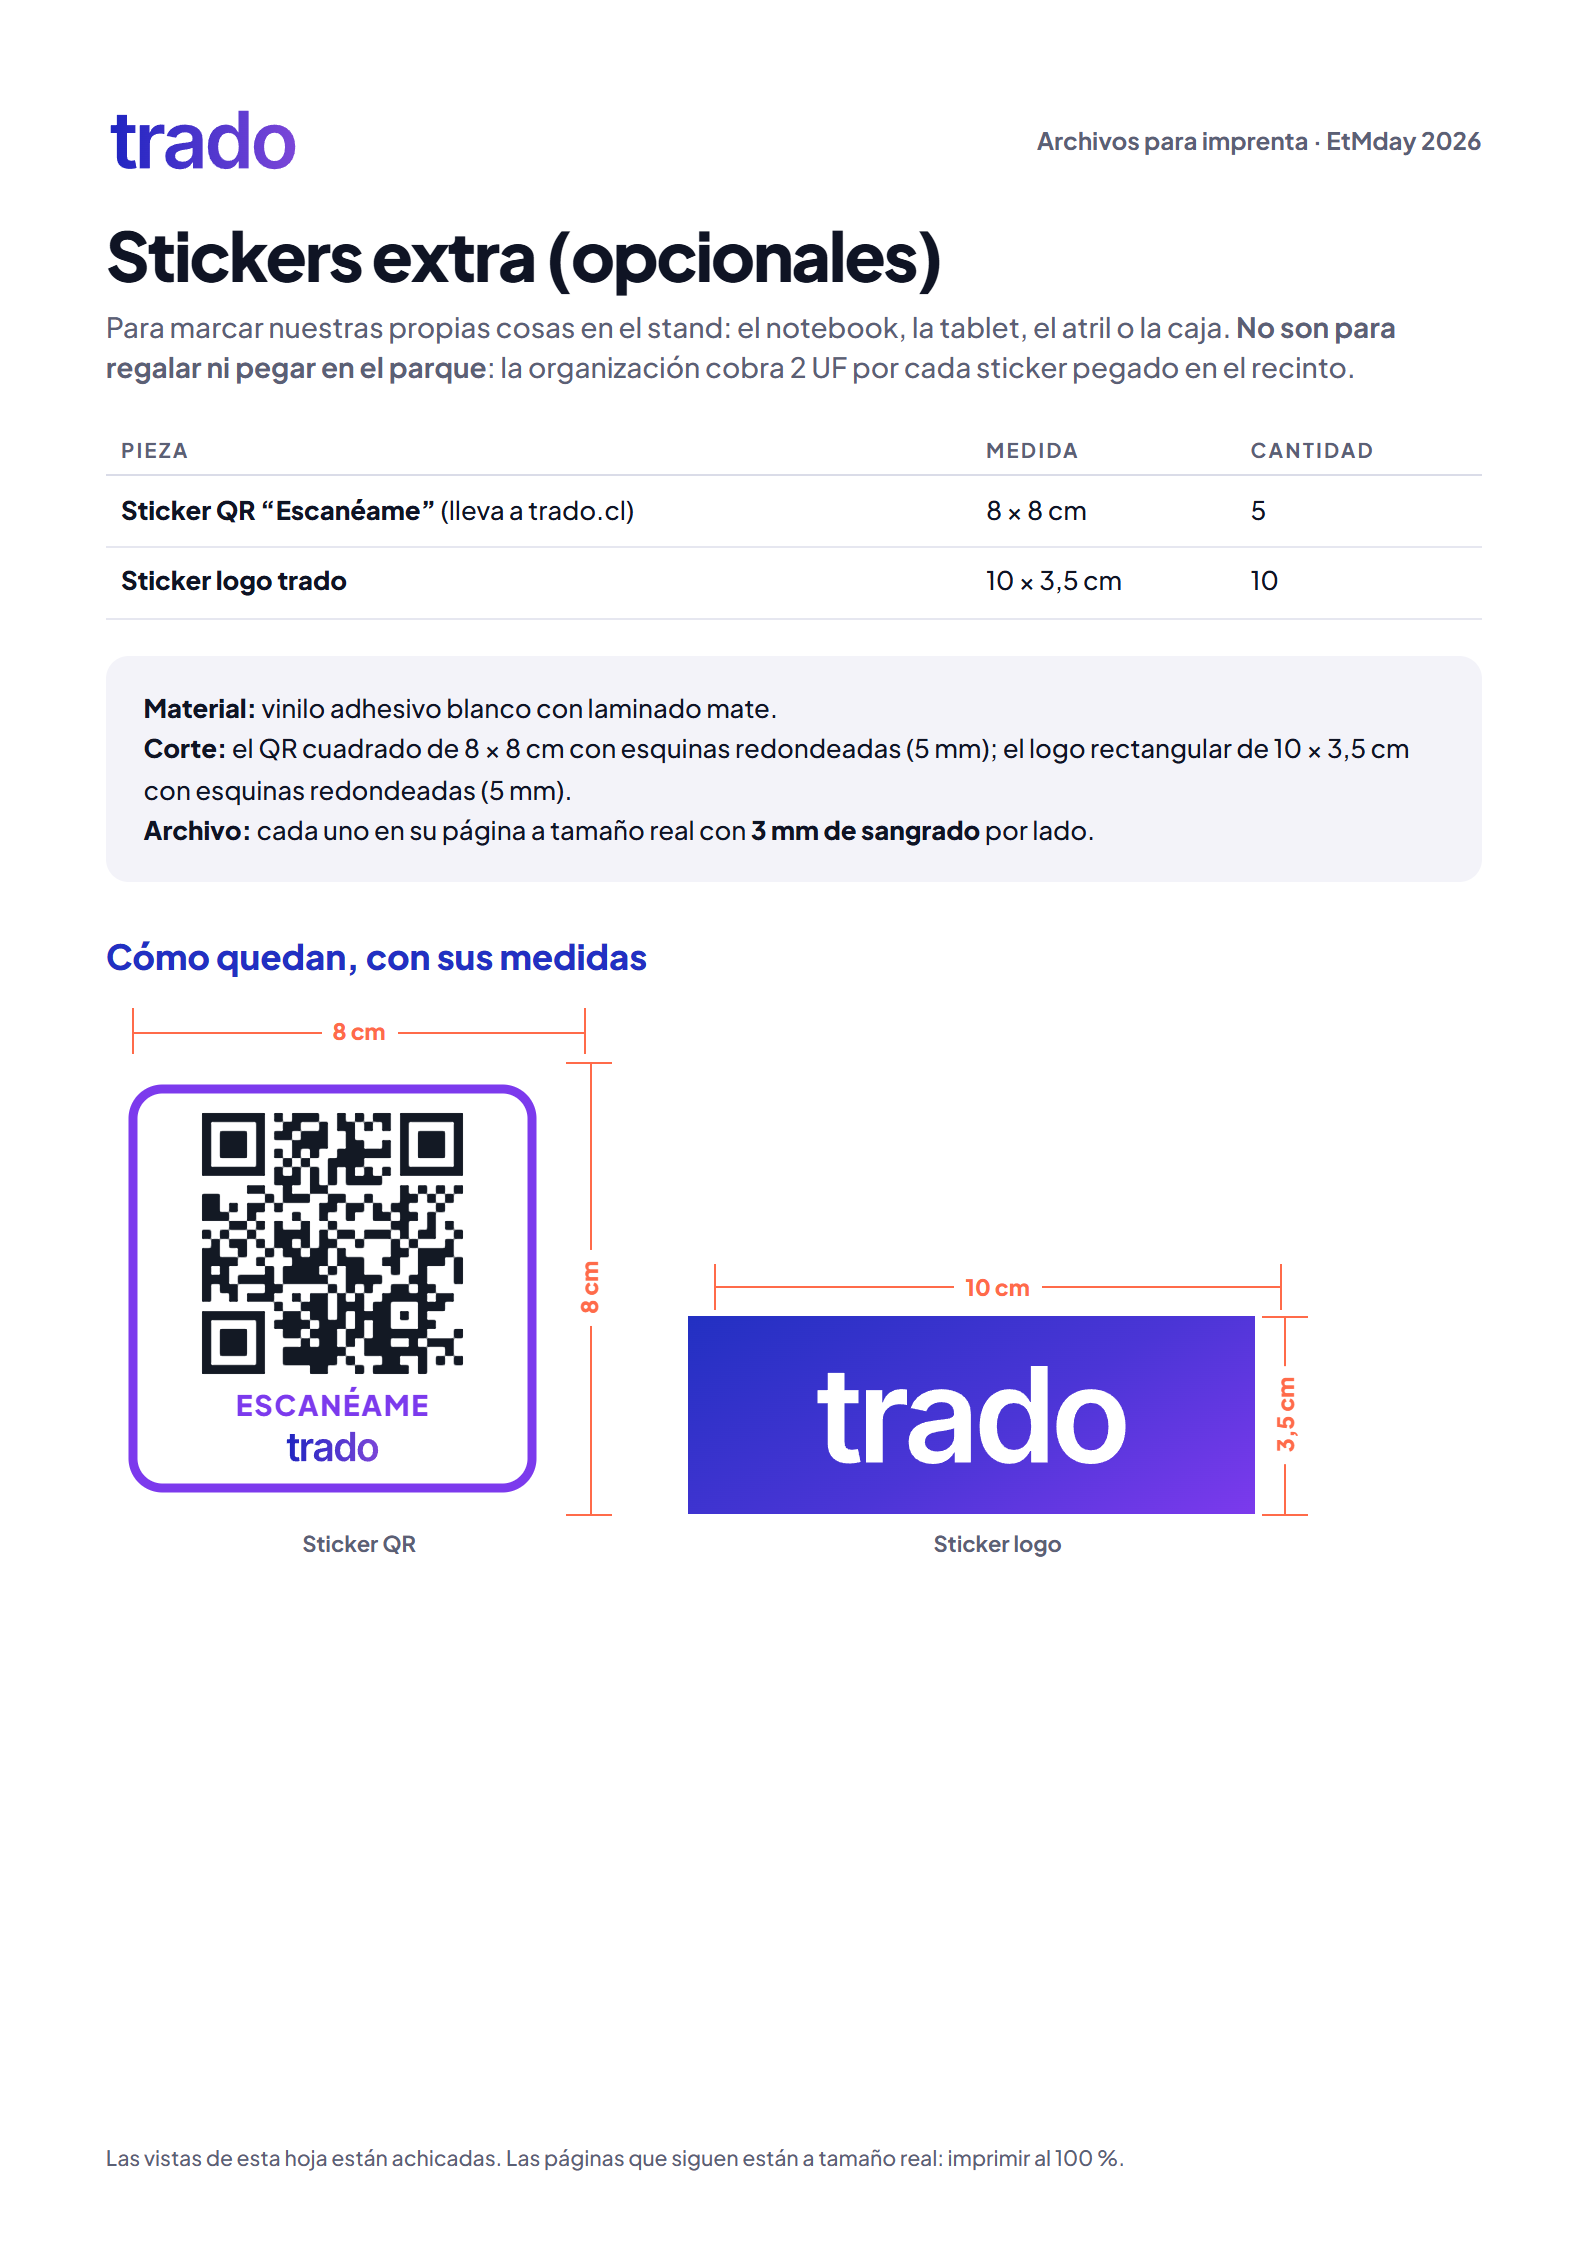 trado
Archivos para imprenta · EtMday 2026
Stickers extra (opcionales)
Para marcar nuestras propias cosas en el stand: el notebook, la tablet, el atril o la caja. No son para
regalar ni pegar en el parque: la organización cobra 2 UF por cada sticker pegado en el recinto.
PIEZA MEDIDA CANTIDAD
Sticker QR “Escanéame” (lleva a trado.cl) 8 × 8 cm 5
Sticker logo trado 10 × 3,5 cm 10
Material: vinilo adhesivo blanco con laminado mate.
Corte: el QR cuadrado de 8 × 8 cm con esquinas redondeadas (5 mm); el logo rectangular de 10 × 3,5 cm
con esquinas redondeadas (5 mm).
Archivo: cada uno en su página a tamaño real con 3 mm de sangrado por lado.
Cómo quedan, con sus medidas
8 cm
8 cm
ESCANÉAME
trado
Sticker QR
10 cm
trado
3,5 cm
Sticker logo
Las vistas de esta hoja están achicadas. Las páginas que siguen están a tamaño real: imprimir al 100 %.